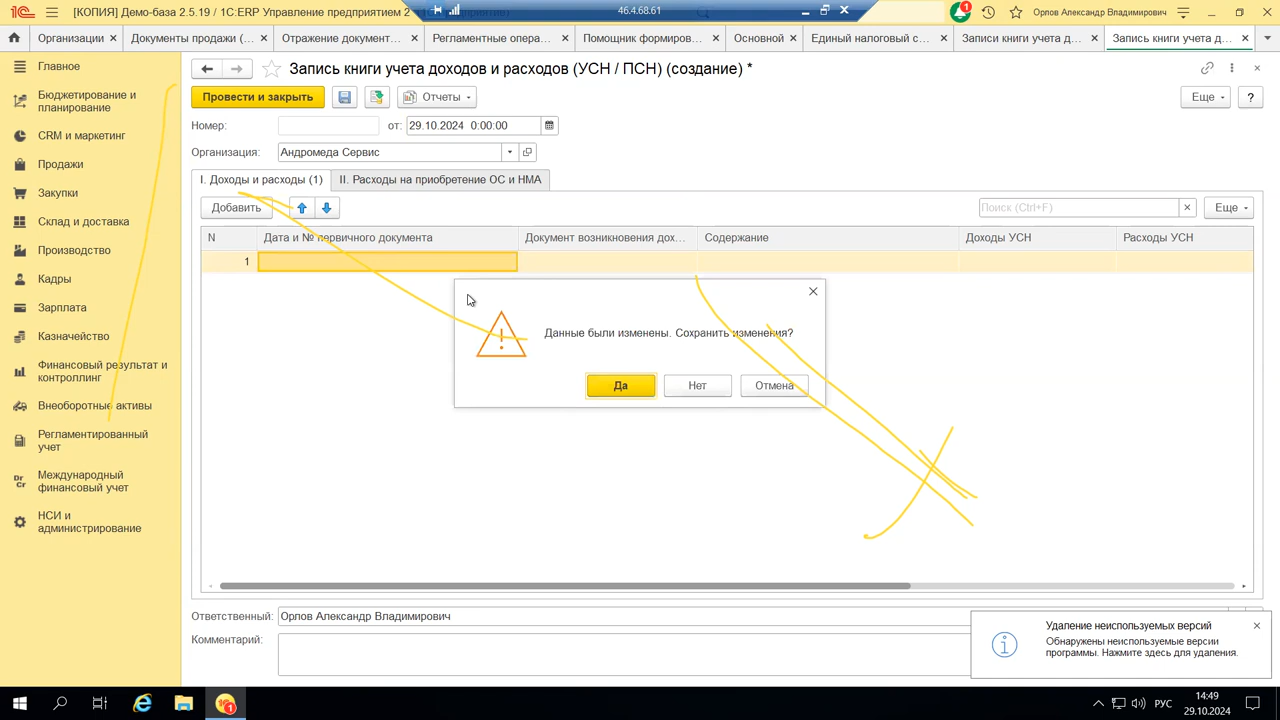 [КОПИЯ] Демо-база 2.5.19 / 1С:ERP Управление предприятием 2
46.4.68.61
Орлов Александр Владимирович
Организации
Документы продажи (...
Отражение документ...
Регламентные опера...
Помощник формиров...
Основной
Единый налоговый с...
Записи книги учета д...
Запись книги учета д...
Главное
Бюджетирование и
планирование
CRM и маркетинг
Продажи
Закупки
Склад и доставка
Производство
Кадры
Зарплата
Казначейство
Финансовый результат и
контроллинг
Внеоборотные активы
Регламентированный
учет
Международный
финансовый учет
НСИ и
администрирование
Запись книги учета доходов и расходов (УСН / ПСН) (создание) *
Провести и закрыть
Отчеты
Еще
?
Номер:
от:
29.10.2024 0:00:00
Организация:
Андромеда Сервис
I. Доходы и расходы (1)
II. Расходы на приобретение ОС и НМА
Добавить
Поиск (Ctrl+F)
Еще
N
Дата и № первичного документа
Документ возникновения дох...
Содержание
Доходы УСН
Расходы УСН
1
Данные были изменены. Сохранить изменения?
Да
Нет
Отмена
Ответственный:
Орлов Александр Владимирович
Комментарий:
Удаление неиспользуемых версий
Обнаружены неиспользуемые версии
программы. Нажмите здесь для удаления.
РУС
14:49
29.10.2024